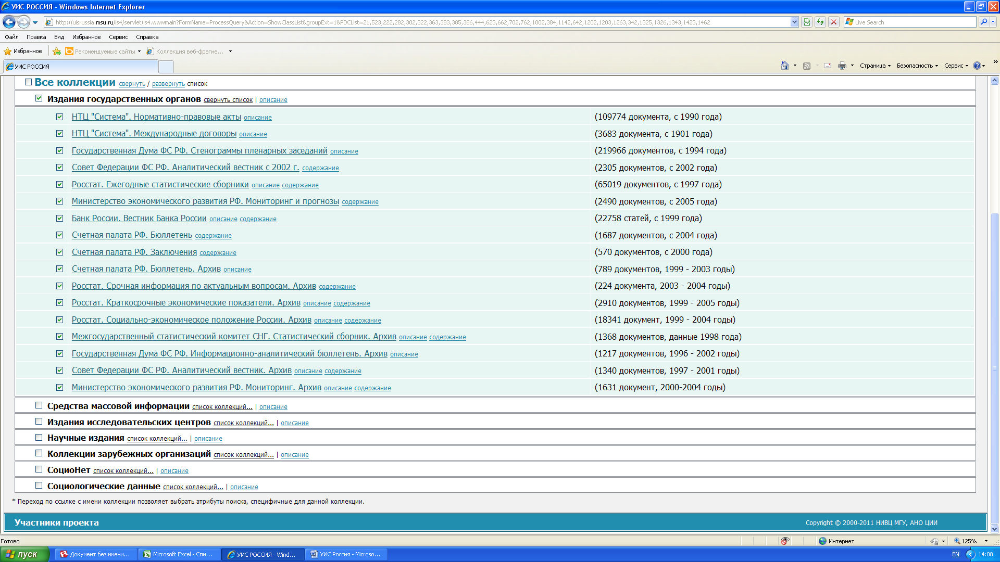 УИС РОССИЯ - Windows Internet Explorer
http://uisrussia.msu.ru/is4/servlet/is4.wwwmain?FormName=ProcessQuery&Action=ShowClassList&groupExt=1&PDCList=21,523,222,282,302,322,363,383,385,386,444,623,662,702,762,1002,384,1142,642,1202,1203,1263,342,1325,1326,1343,1423,1462 Live Search
Файл Правка Вид Избранное Сервис Справка
Избранное Рекомендуемые сайты Коллекция веб-фрагме...
УИС РОССИЯ Страница Безопасность Сервис
Все коллекции свернуть / развернуть список
Издания государственных органов свернуть список | описание
НТЦ "Система". Нормативно-правовые акты описание (109774 документа, с 1990 года)
НТЦ "Система". Международные договоры описание (3683 документа, с 1901 года)
Государственная Дума ФС РФ. Стенограммы пленарных заседаний описание (219966 документов, с 1994 года)
Совет Федерации ФС РФ. Аналитический вестник с 2002 г. содержание (2305 документов, с 2002 года)
Росстат. Ежегодные статистические сборники описание содержание (65019 документов, с 1997 года)
Министерство экономического развития РФ. Мониторинг и прогнозы содержание (2490 документов, с 2005 года)
Банк России. Вестник Банка России описание содержание (22758 статей, с 1999 года)
Счетная палата РФ. Бюллетень содержание (1687 документов, с 2004 года)
Счетная палата РФ. Заключения содержание (570 документов, с 2000 года)
Счетная палата РФ. Бюллетень. Архив описание (789 документов, 1999 - 2003 годы)
Росстат. Срочная информация по актуальным вопросам. Архив содержание (224 документа, 2003 - 2004 годы)
Росстат. Краткосрочные экономические показатели. Архив описание содержание (2910 документов, 1999 - 2005 годы)
Росстат. Социально-экономическое положение России. Архив описание содержание (18341 документ, 1999 - 2004 годы)
Межгосударственный статистический комитет СНГ. Статистический сборник. Архив описание содержание (1368 документов, данные 1998 года)
Государственная Дума ФС РФ. Информационно-аналитический бюллетень. Архив описание (1217 документов, 1996 - 2002 годы)
Совет Федерации ФС РФ. Аналитический вестник. Архив описание содержание (1340 документов, 1997 - 2001 годы)
Министерство экономического развития РФ. Мониторинг. Архив описание содержание (1631 документ, 2000-2004 годы)
Средства массовой информации список коллекций... | описание
Издания исследовательских центров список коллекций... | описание
Научные издания список коллекций... | описание
Коллекции зарубежных организаций список коллекций... | описание
СоциоНет список коллекций... | описание
Социологические данные список коллекций... | описание
* Переход по ссылке с имени коллекции позволяет выбрать атрибуты поиска, специфичные для данной коллекции.
Участники проекта Copyright © 2000-2011 НИВЦ МГУ, АНО ЦИИ
Готово Интернет 125%
пуск Документ без имени... Microsoft Excel - Спи... УИС РОССИЯ - Wind... УИС Россия - Microso... EN 14:08